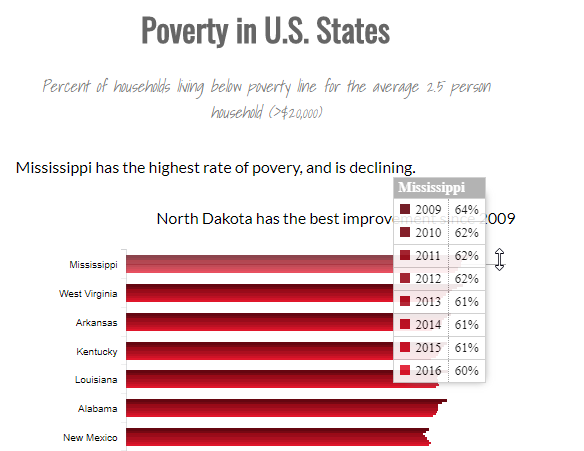 Poverty in U.S. States
Percent of households living below poverty line for the average 2.5 person
household (>$20,000)
Mississippi has the highest rate of povery, and is declining.
North Dakota has the best improvement since 2009
Mississippi
2009 64%
2010 62%
2011 62%
2012 62%
2013 61%
2014 61%
2015 61%
2016 60%
Mississippi
West Virginia
Arkansas
Kentucky
Louisiana
Alabama
New Mexico